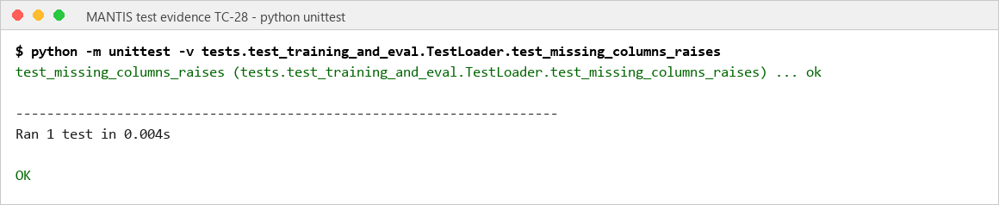 MANTIS test evidence TC-28 - python unittest
$ python -m unittest -v tests.test_training_and_eval.TestLoader.test_missing_columns_raises
test_missing_columns_raises (tests.test_training_and_eval.TestLoader.test_missing_columns_raises) ... ok
----------------------------------------------------------------------
Ran 1 test in 0.004s
OK